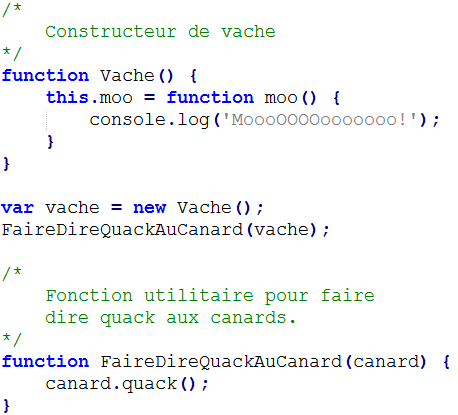 /*
    Constructeur de vache
*/
function Vache() {
    this.moo = function moo() {
        console.log('MoooOOOOooooooo!');
    }
}

var vache = new Vache();
FaireDireQuackAuCanard(vache);

/*
    Fonction utilitaire pour faire
    dire quack aux canards.
*/
function FaireDireQuackAuCanard(canard) {
    canard.quack();
}